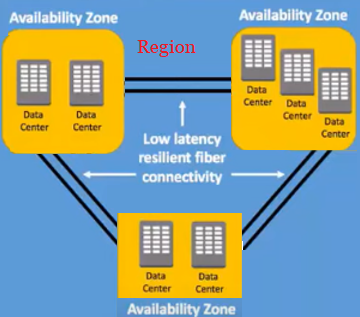 Availability Zone
Availability Zone
Region
Data
Center
Data
Center
Data
Center
Data
Center
Data
Center
Low latency
resilient fiber
connectivity
Data
Center
Data
Center
Availability Zone